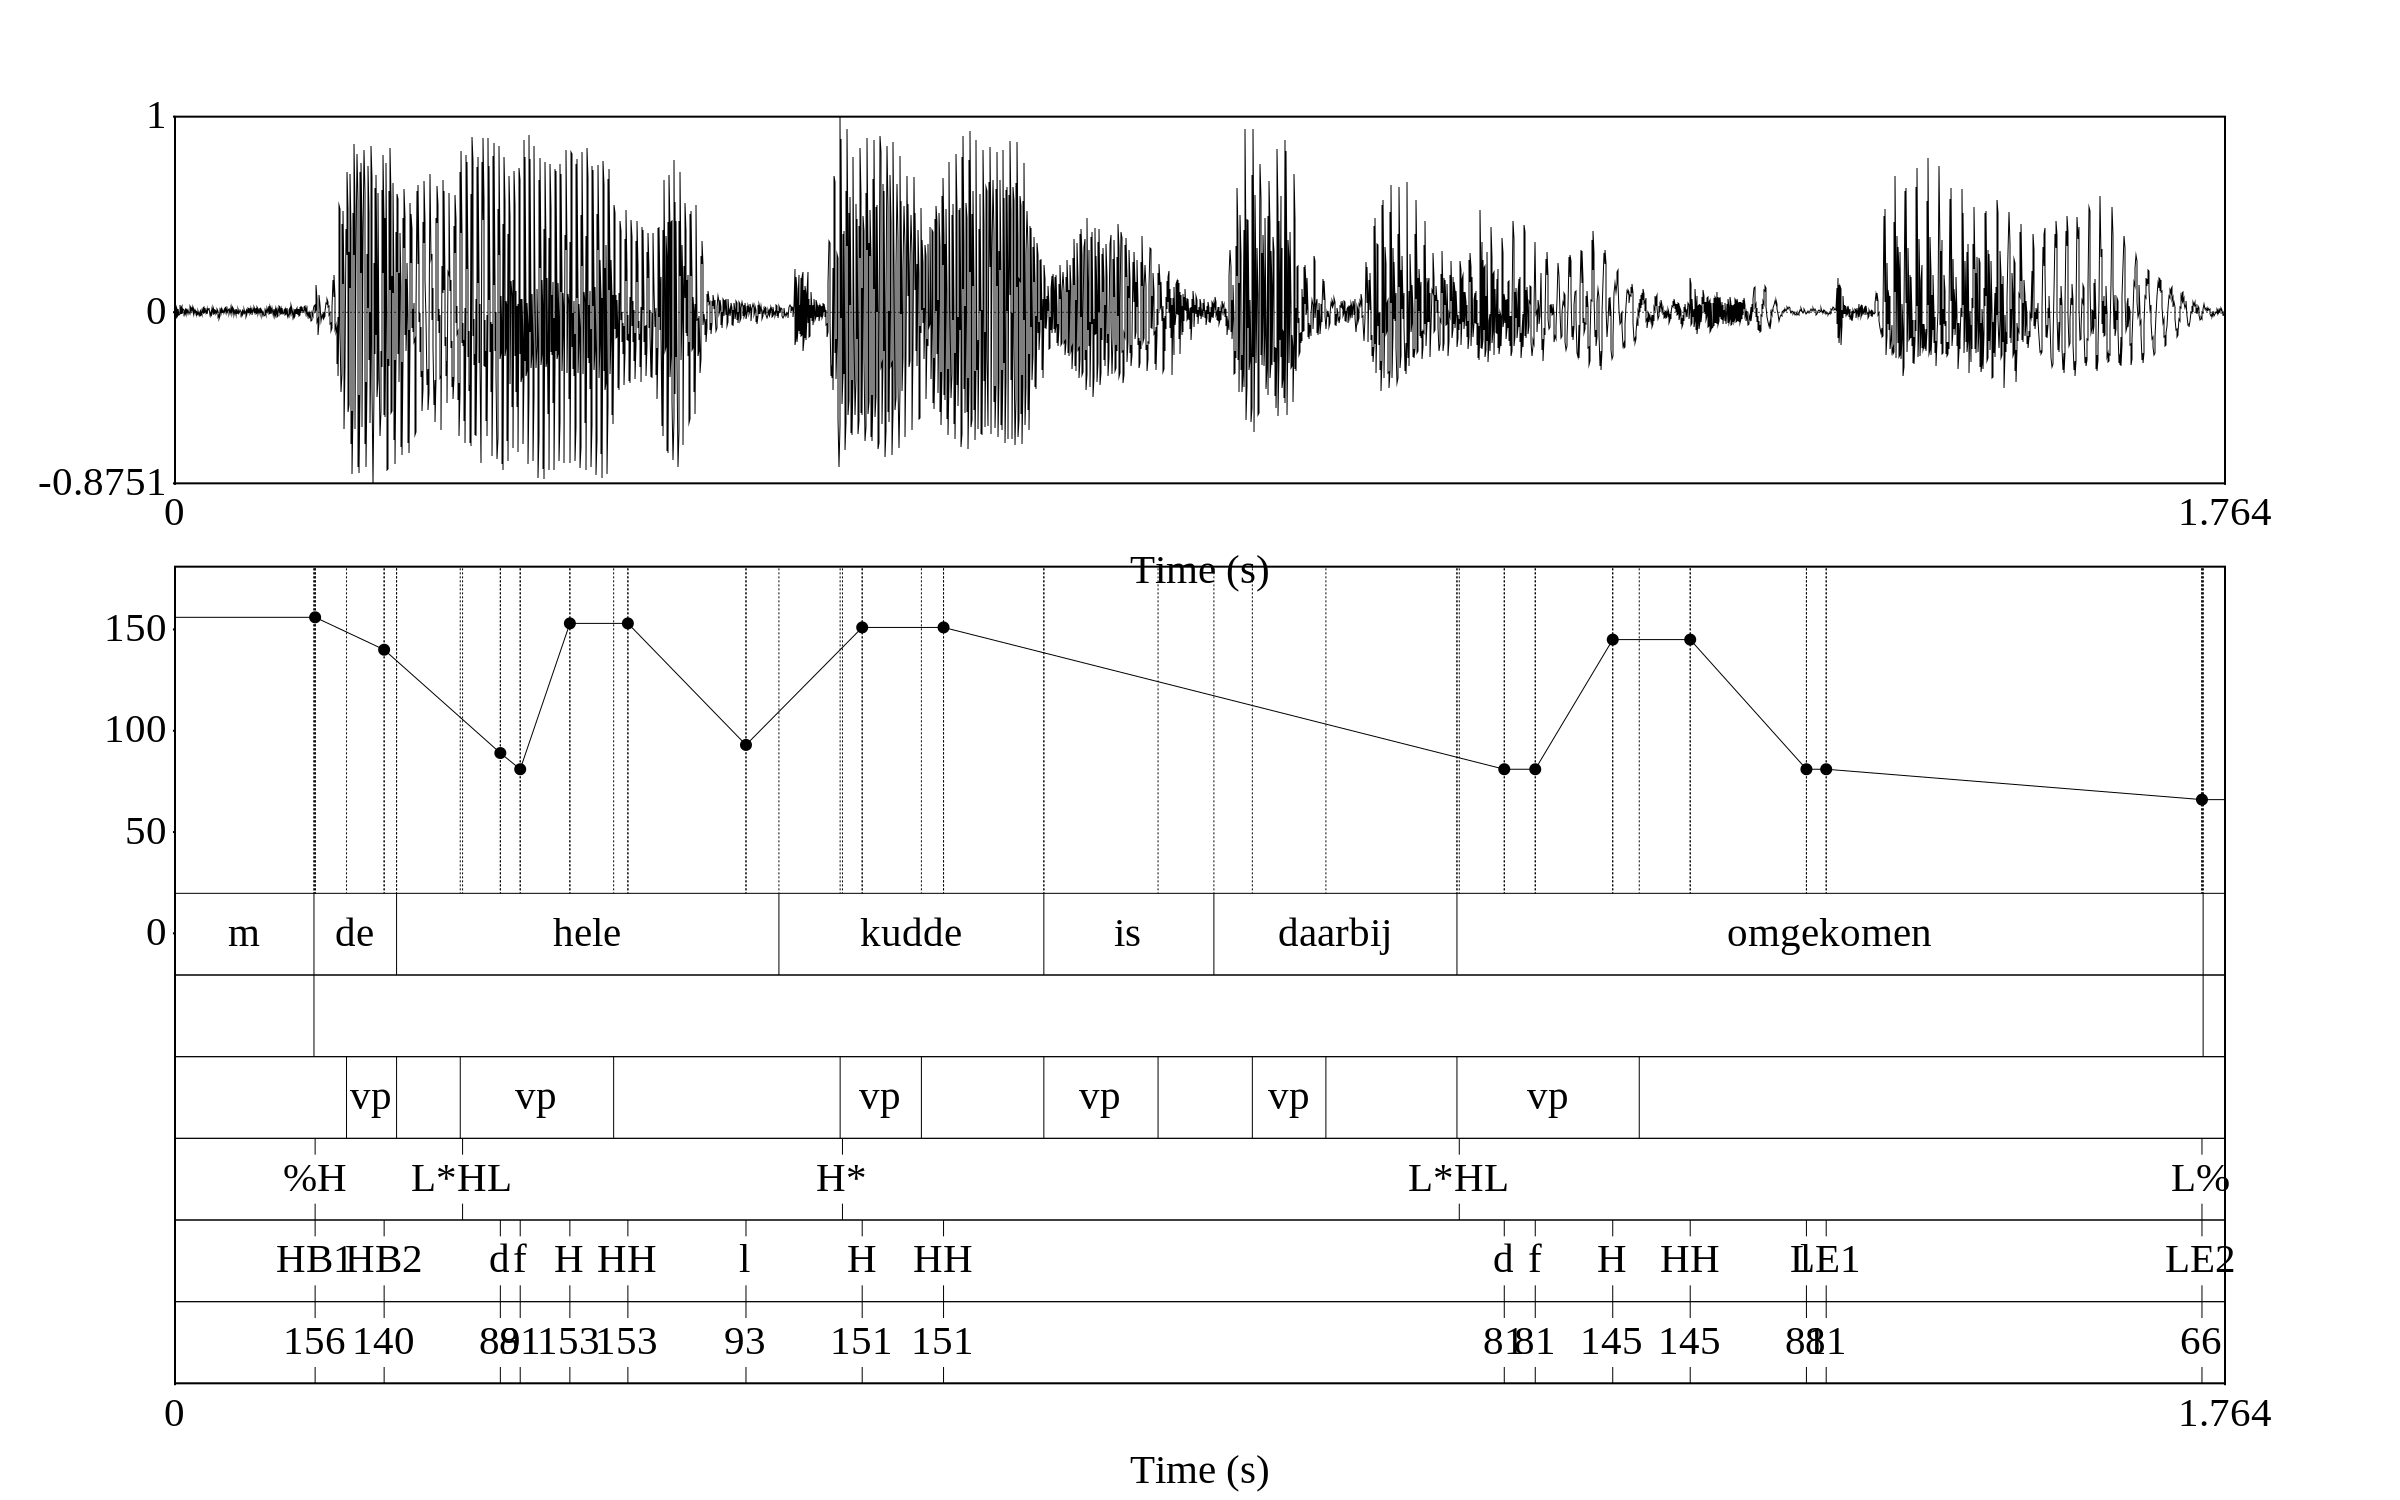 1
0
-0.8751
0 1.764
Time (s)
150
100
50
0
m de hele kudde is daarbij omgekomen
vp vp vp vp vp vp
%H L*HL H* L*HL L%
HB1 HB2 d f H HH l H HH d f H HH l LE1 LE2
156 140 89 81 153 153 93 151 151 81 81 145 145 81 81 66
0 1.764
Time (s)